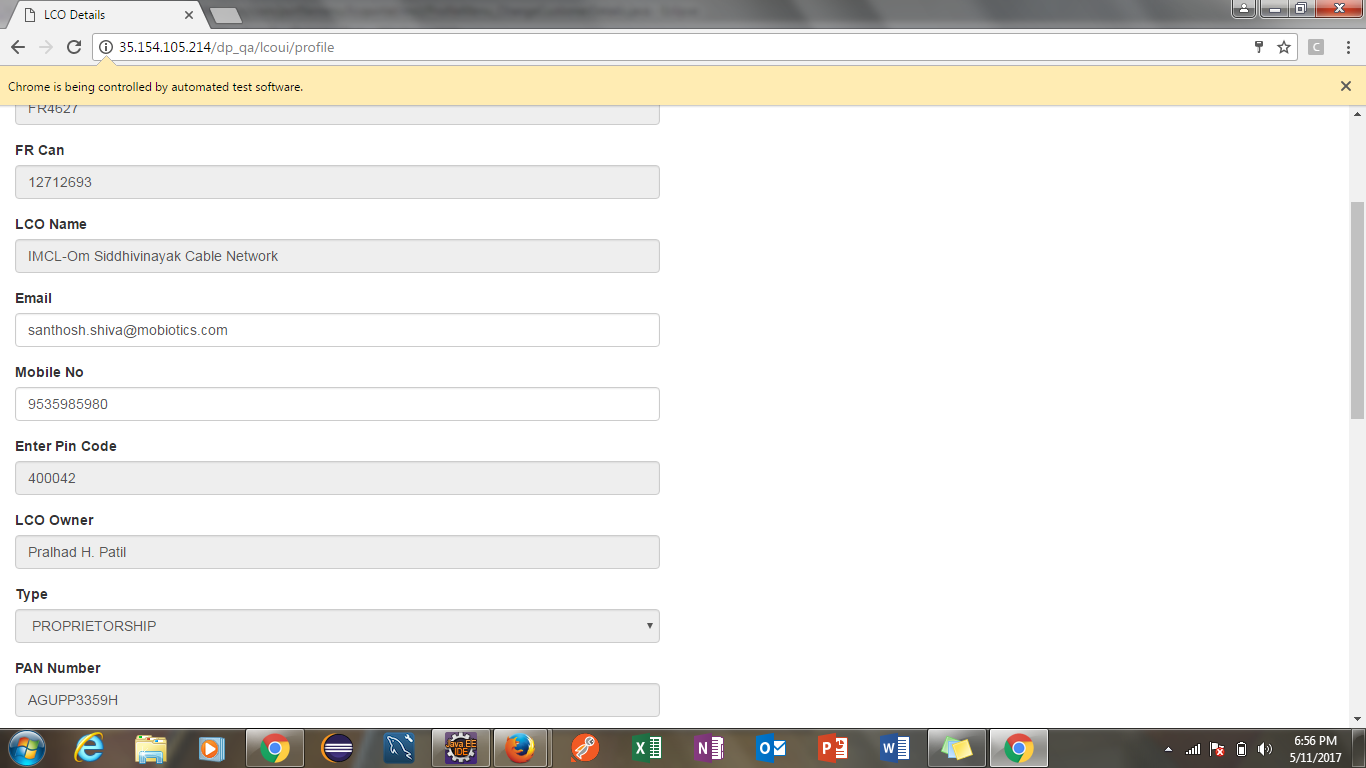 LCO Details
35.154.105.214/dp_qa/lcoui/profile
C
Chrome is being controlled by automated test software.
FR4627
FR Can
12712693
LCO Name
IMCL-Om Siddhivinayak Cable Network
Email
santhosh.shiva@mobiotics.com
Mobile No
9535985980
Enter Pin Code
400042
LCO Owner
Pralhad H. Patil
Type
PROPRIETORSHIP
PAN Number
AGUPP3359H
Java EE
IDE
6:56 PM
5/11/2017